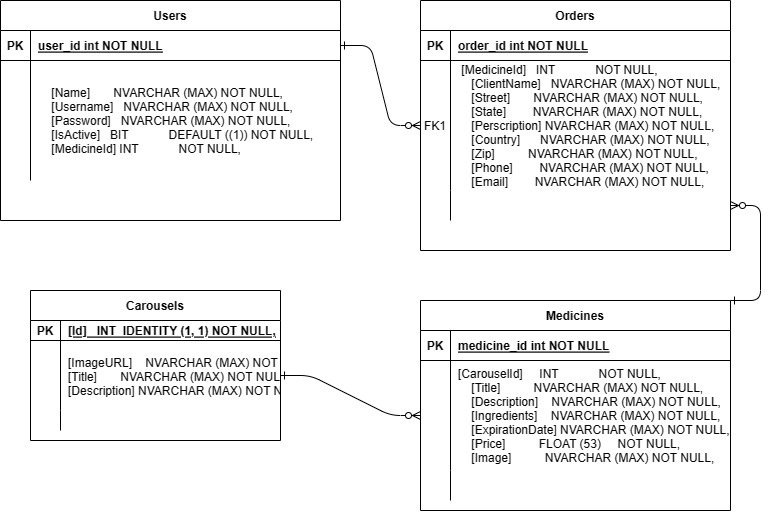 Users
PK user_id int NOT NULL
[Name] NVARCHAR (MAX) NOT NULL,
[Username] NVARCHAR (MAX) NOT NULL,
[Password] NVARCHAR (MAX) NOT NULL,
[IsActive] BIT DEFAULT ((1)) NOT NULL,
[MedicineId] INT NOT NULL,
Orders
PK order_id int NOT NULL
FK1
[MedicineId] INT NOT NULL,
[ClientName] NVARCHAR (MAX) NOT NULL,
[Street] NVARCHAR (MAX) NOT NULL,
[State] NVARCHAR (MAX) NOT NULL,
[Perscription] NVARCHAR (MAX) NOT NULL,
[Country] NVARCHAR (MAX) NOT NULL,
[Zip] NVARCHAR (MAX) NOT NULL,
[Phone] NVARCHAR (MAX) NOT NULL,
[Email] NVARCHAR (MAX) NOT NULL,
Carousels
PK [Id] INT IDENTITY (1, 1) NOT NULL,
[ImageURL] NVARCHAR (MAX) NOT
[Title] NVARCHAR (MAX) NOT NUL
[Description] NVARCHAR (MAX) NOT N
Medicines
PK medicine_id int NOT NULL
[CarouselId] INT NOT NULL,
[Title] NVARCHAR (MAX) NOT NULL,
[Description] NVARCHAR (MAX) NOT NULL,
[Ingredients] NVARCHAR (MAX) NOT NULL,
[ExpirationDate] NVARCHAR (MAX) NOT NULL,
[Price] FLOAT (53) NOT NULL,
[Image] NVARCHAR (MAX) NOT NULL,